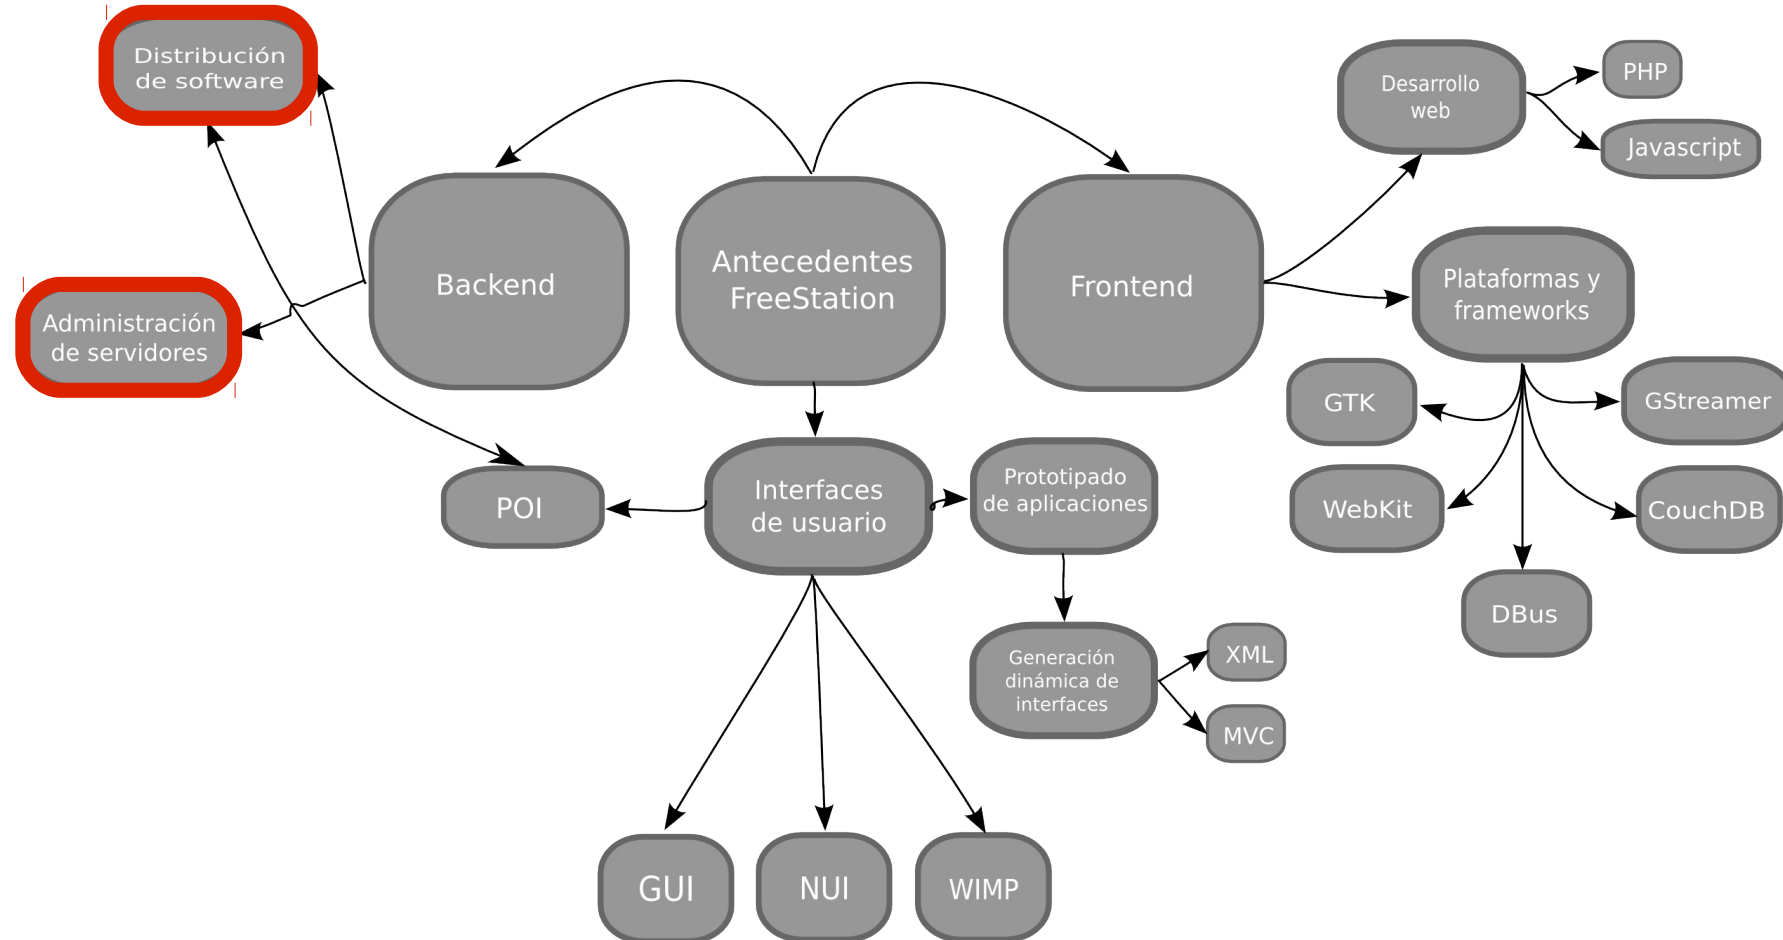 Distribución
de software
Administración
de servidores
Backend
Antecedentes
FreeStation
Frontend
Desarrollo
web
PHP
Javascript
Plataformas y
frameworks
GTK
GStreamer
WebKit
CouchDB
DBus
POI
Interfaces
de usuario
Prototipado
de aplicaciones
Generación
dinámica de
interfaces
XML
MVC
GUI
NUI
WIMP